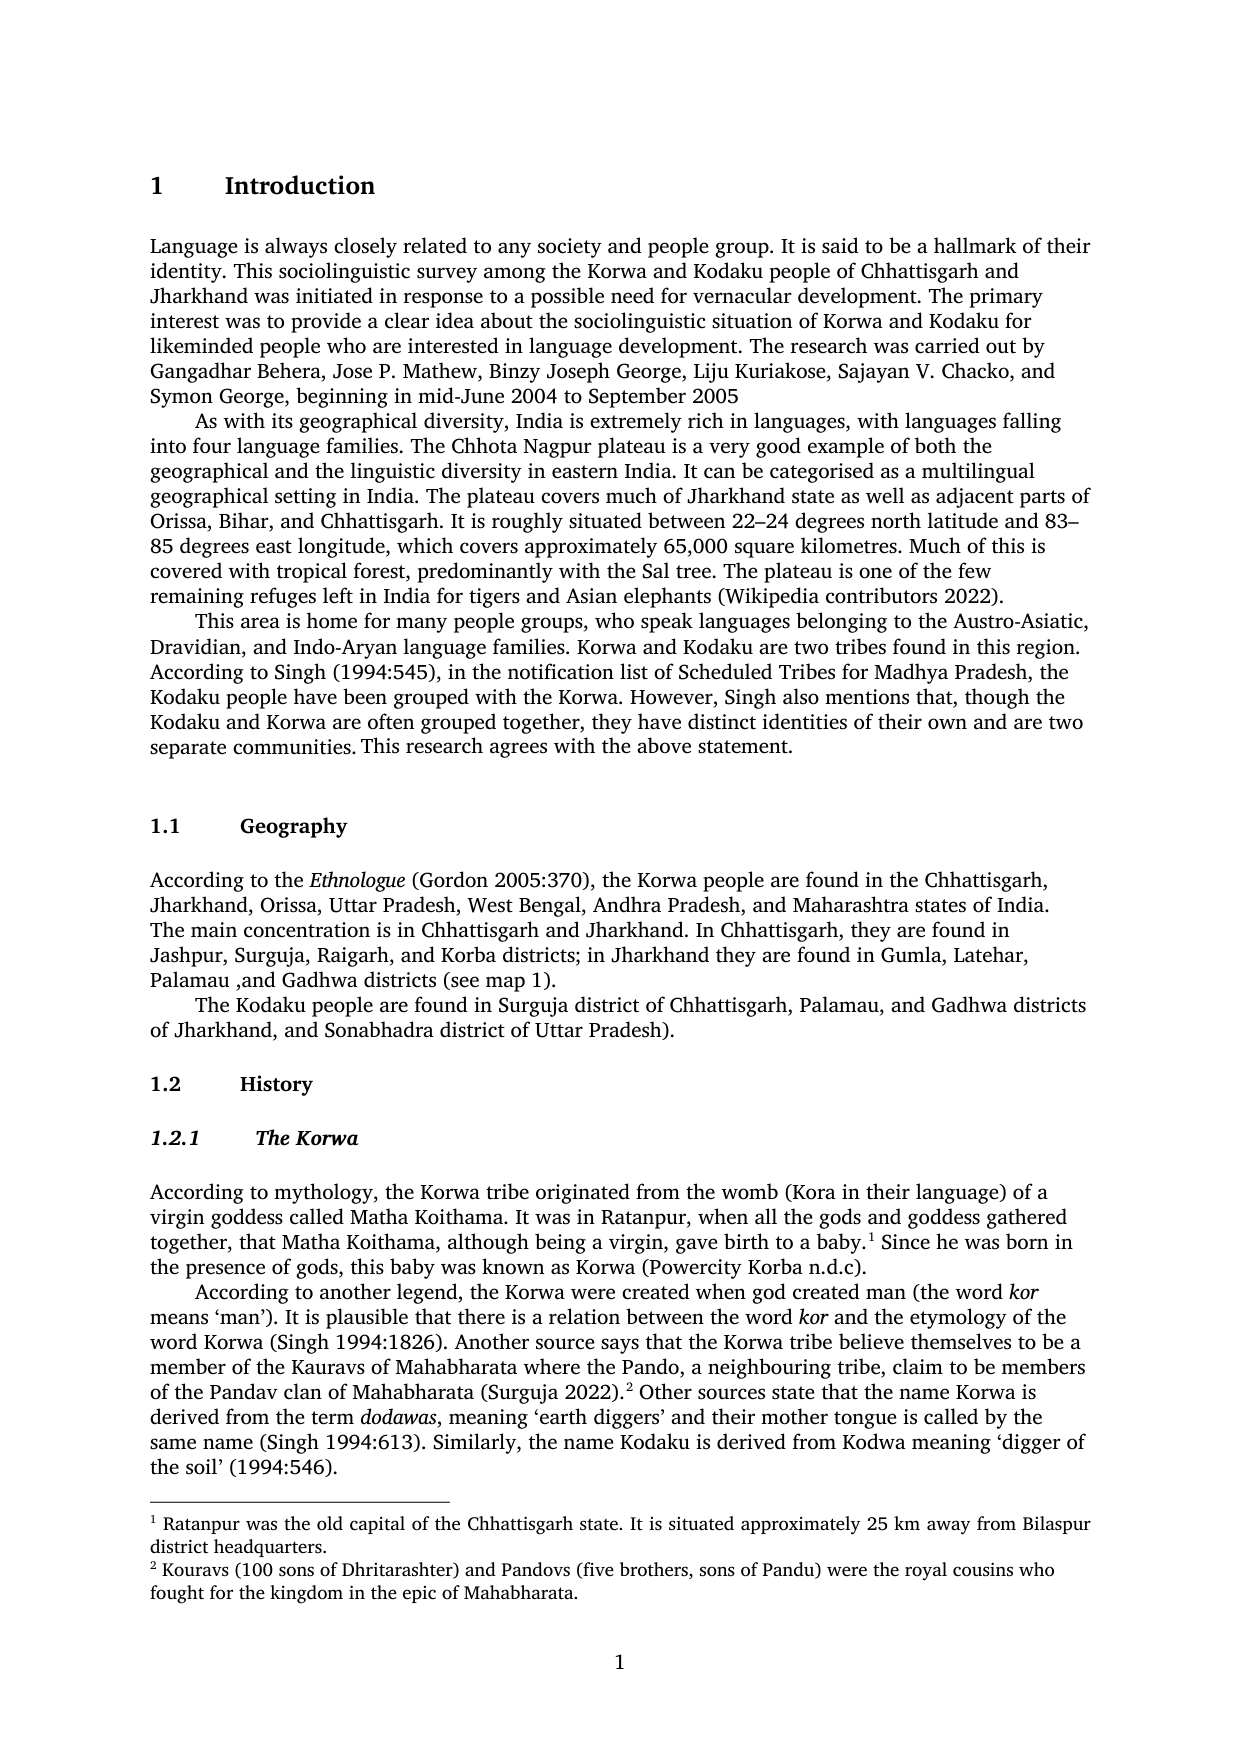 1 Introduction
Language is always closely related to any society and people group. It is said to be a hallmark of their
identity. This sociolinguistic survey among the Korwa and Kodaku people of Chhattisgarh and
Jharkhand was initiated in response to a possible need for vernacular development. The primary
interest was to provide a clear idea about the sociolinguistic situation of Korwa and Kodaku for
likeminded people who are interested in language development. The research was carried out by
Gangadhar Behera, Jose P. Mathew, Binzy Joseph George, Liju Kuriakose, Sajayan V. Chacko, and
Symon George, beginning in mid-June 2004 to September 2005
As with its geographical diversity, India is extremely rich in languages, with languages falling
into four language families. The Chhota Nagpur plateau is a very good example of both the
geographical and the linguistic diversity in eastern India. It can be categorised as a multilingual
geographical setting in India. The plateau covers much of Jharkhand state as well as adjacent parts of
Orissa, Bihar, and Chhattisgarh. It is roughly situated between 22–24 degrees north latitude and 83–
85 degrees east longitude, which covers approximately 65,000 square kilometres. Much of this is
covered with tropical forest, predominantly with the Sal tree. The plateau is one of the few
remaining refuges left in India for tigers and Asian elephants (Wikipedia contributors 2022).
This area is home for many people groups, who speak languages belonging to the Austro-Asiatic,
Dravidian, and Indo-Aryan language families. Korwa and Kodaku are two tribes found in this region.
According to Singh (1994:545), in the notification list of Scheduled Tribes for Madhya Pradesh, the
Kodaku people have been grouped with the Korwa. However, Singh also mentions that, though the
Kodaku and Korwa are often grouped together, they have distinct identities of their own and are two
separate communities. This research agrees with the above statement.
1.1 Geography
According to the Ethnologue (Gordon 2005:370), the Korwa people are found in the Chhattisgarh,
Jharkhand, Orissa, Uttar Pradesh, West Bengal, Andhra Pradesh, and Maharashtra states of India.
The main concentration is in Chhattisgarh and Jharkhand. In Chhattisgarh, they are found in
Jashpur, Surguja, Raigarh, and Korba districts; in Jharkhand they are found in Gumla, Latehar,
Palamau ,and Gadhwa districts (see map 1).
The Kodaku people are found in Surguja district of Chhattisgarh, Palamau, and Gadhwa districts
of Jharkhand, and Sonabhadra district of Uttar Pradesh).
1.2 History
1.2.1 The Korwa
According to mythology, the Korwa tribe originated from the womb (Kora in their language) of a
virgin goddess called Matha Koithama. It was in Ratanpur, when all the gods and goddess gathered
together, that Matha Koithama, although being a virgin, gave birth to a baby.1 Since he was born in
the presence of gods, this baby was known as Korwa (Powercity Korba n.d.c).
According to another legend, the Korwa were created when god created man (the word kor
means ‘man’). It is plausible that there is a relation between the word kor and the etymology of the
word Korwa (Singh 1994:1826). Another source says that the Korwa tribe believe themselves to be a
member of the Kauravs of Mahabharata where the Pando, a neighbouring tribe, claim to be members
of the Pandav clan of Mahabharata (Surguja 2022).2 Other sources state that the name Korwa is
derived from the term dodawas, meaning ‘earth diggers’ and their mother tongue is called by the
same name (Singh 1994:613). Similarly, the name Kodaku is derived from Kodwa meaning ‘digger of
the soil’ (1994:546).
1 Ratanpur was the old capital of the Chhattisgarh state. It is situated approximately 25 km away from Bilaspur
district headquarters.
2 Kouravs (100 sons of Dhritarashter) and Pandovs (five brothers, sons of Pandu) were the royal cousins who
fought for the kingdom in the epic of Mahabharata.
1